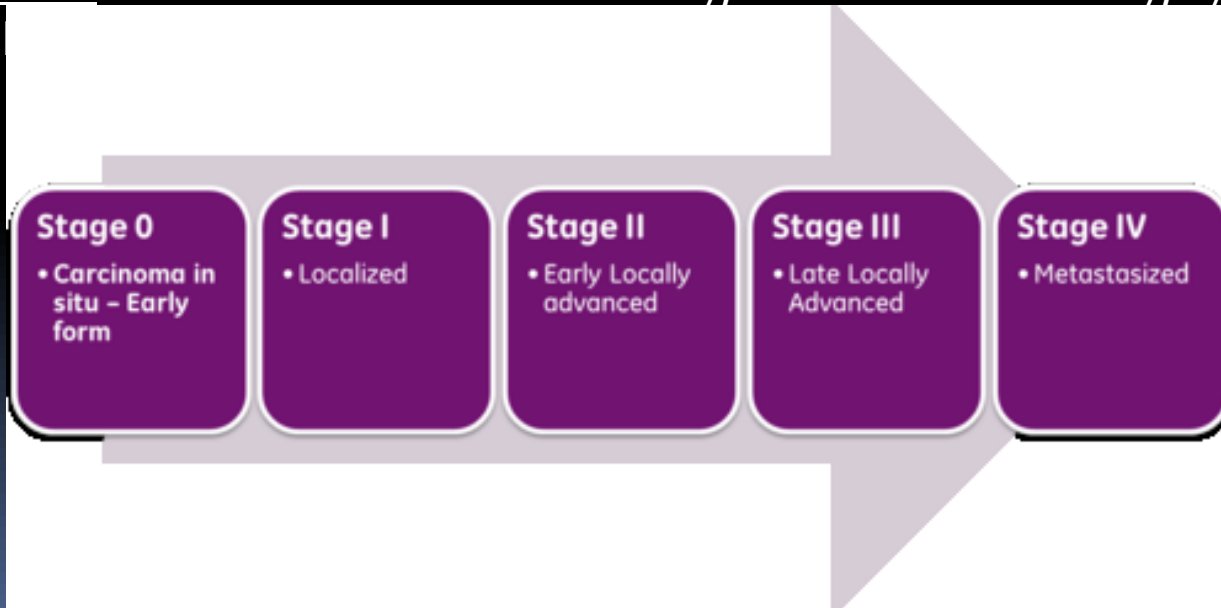 Stage 0
• Carcinoma in
situ – Early
form
Stage I
• Localized
Stage II
• Early Locally
advanced
Stage III
• Late Locally
Advanced
Stage IV
• Metastasized